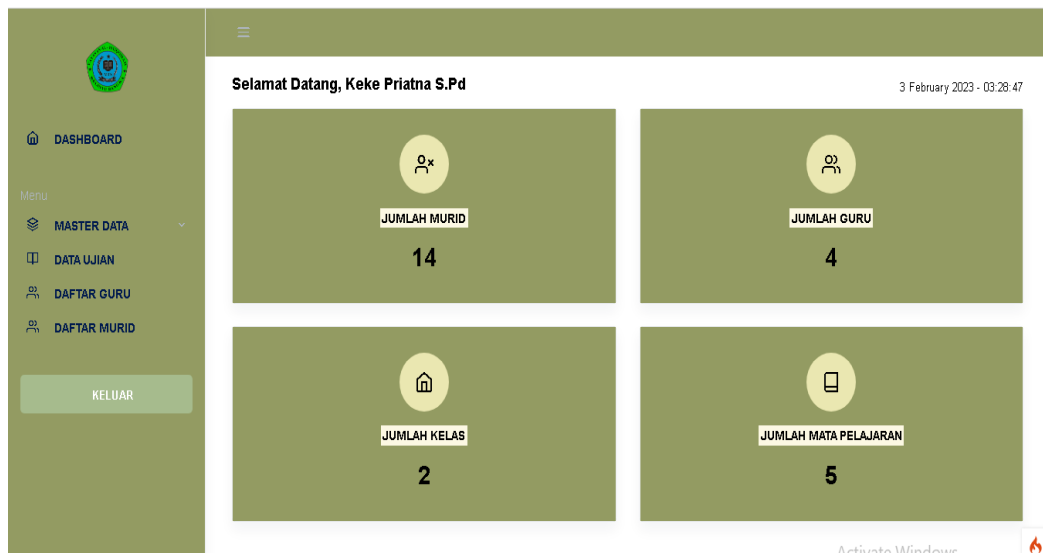 Selamat Datang, Keke Priatna S.Pd
3 February 2023 - 03:28:47
DASHBOARD
Menu
MASTER DATA
DATA UJIAN
DAFTAR GURU
DAFTAR MURID
KELUAR
JUMLAH MURID
14
JUMLAH GURU
4
JUMLAH KELAS
2
JUMLAH MATA PELAJARAN
5
Activate Windows